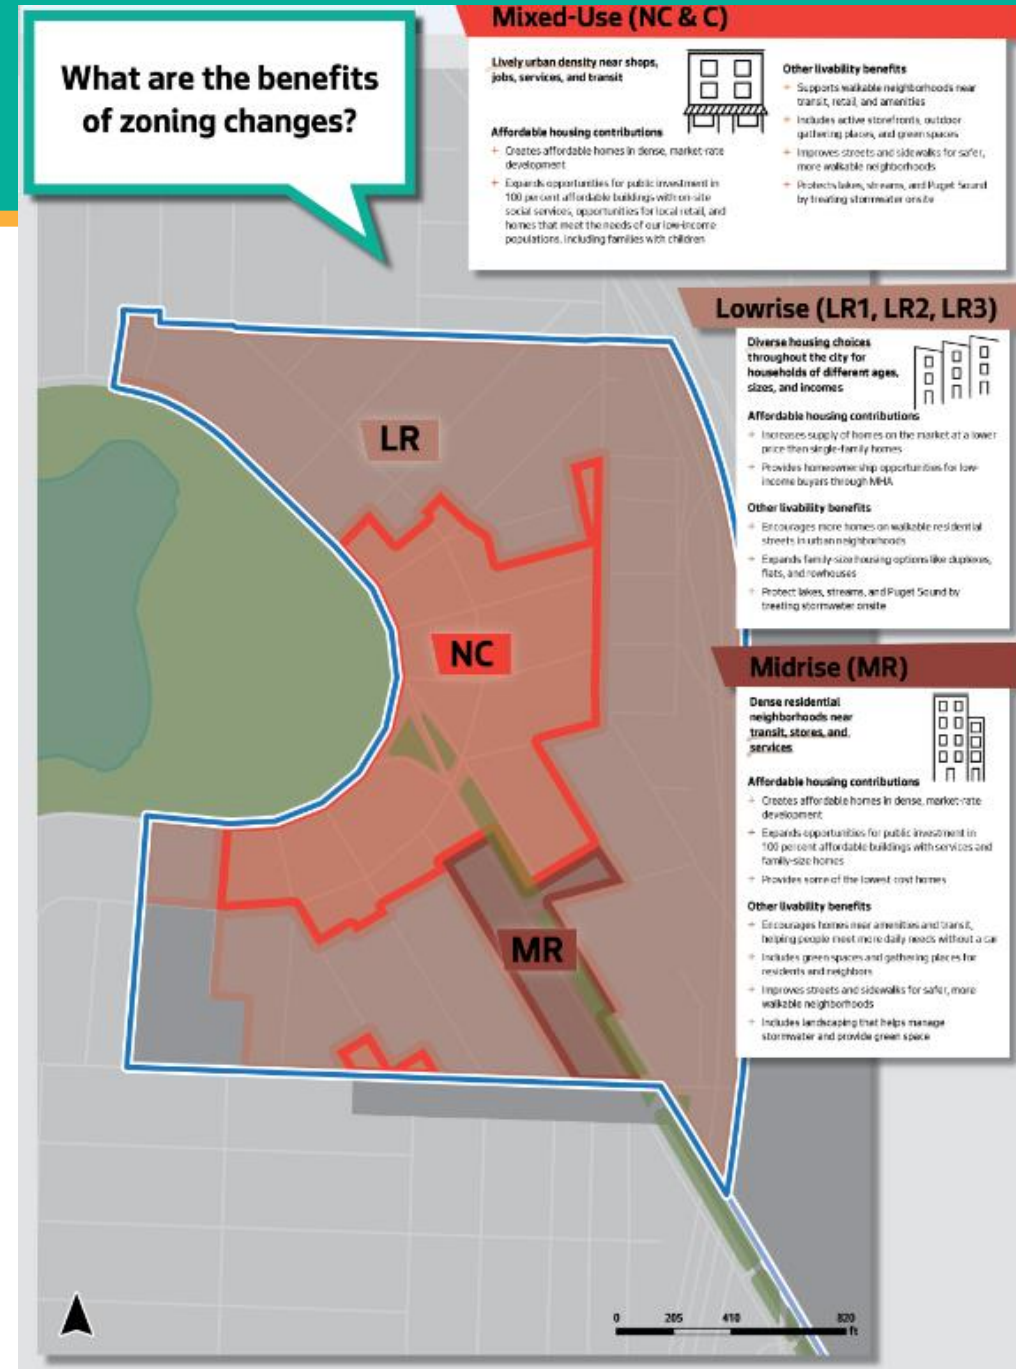 What are the benefits
of zoning changes?
Mixed-Use (NC & C)
Lively urban density near shops,
jobs, services, and transit
Affordable housing contributions
+ Creates affordable homes in dense, market-rate
development
+ Expands opportunities for public investment in
100 percent affordable buildings with on-site
social services, opportunities for local retail, and
homes that meet the needs of our low-income
populations, including families with children
Other livability benefits
+ Supports walkable neighborhoods near
transit, retail, and amenities
+ Includes active storefronts, outdoor
gathering places, and green spaces
+ Improves streets and sidewalks for safer,
more walkable neighborhoods
+ Protects lakes, streams, and Puget Sound
by treating stormwater onsite
Lowrise (LR1, LR2, LR3)
Diverse housing choices
throughout the city for
households of different ages,
sizes, and incomes
Affordable housing contributions
+ Increases supply of homes on the market at a lower
price than single-family homes
+ Provides homeownership opportunities for low-
income buyers through MHA
Other livability benefits
+ Encourages more homes on walkable residential
streets in urban neighborhoods
+ Expands family-size housing options like duplexes,
flats, and rowhouses
+ Protect lakes, streams, and Puget Sound by
treating stormwater onsite
Midrise (MR)
Dense residential
neighborhoods near
transit, stores, and
services
Affordable housing contributions
+ Creates affordable homes in dense, market-rate
development
+ Expands opportunities for public investment in
100 percent affordable buildings with services and
family-size homes
+ Provides some of the lowest cost homes
Other livability benefits
+ Encourages homes near amenities and transit,
helping people meet more daily needs without a car
+ Includes green spaces and gathering places for
residents and neighbors
+ Improves streets and sidewalks for safer, more
walkable neighborhoods
+ Includes landscaping that helps manage
stormwater and provide green space
LR
NC
MR
0 205 410 820
ft